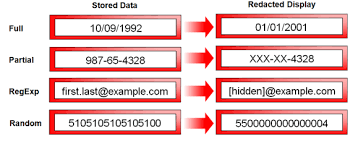 Stored Data Redacted Display
Full 10/09/1992 01/01/2001
Partial 987-65-4328 XXX-XX-4328
RegExp first.last@example.com [hidden]@example.com
Random 5105105105105100 5500000000000004